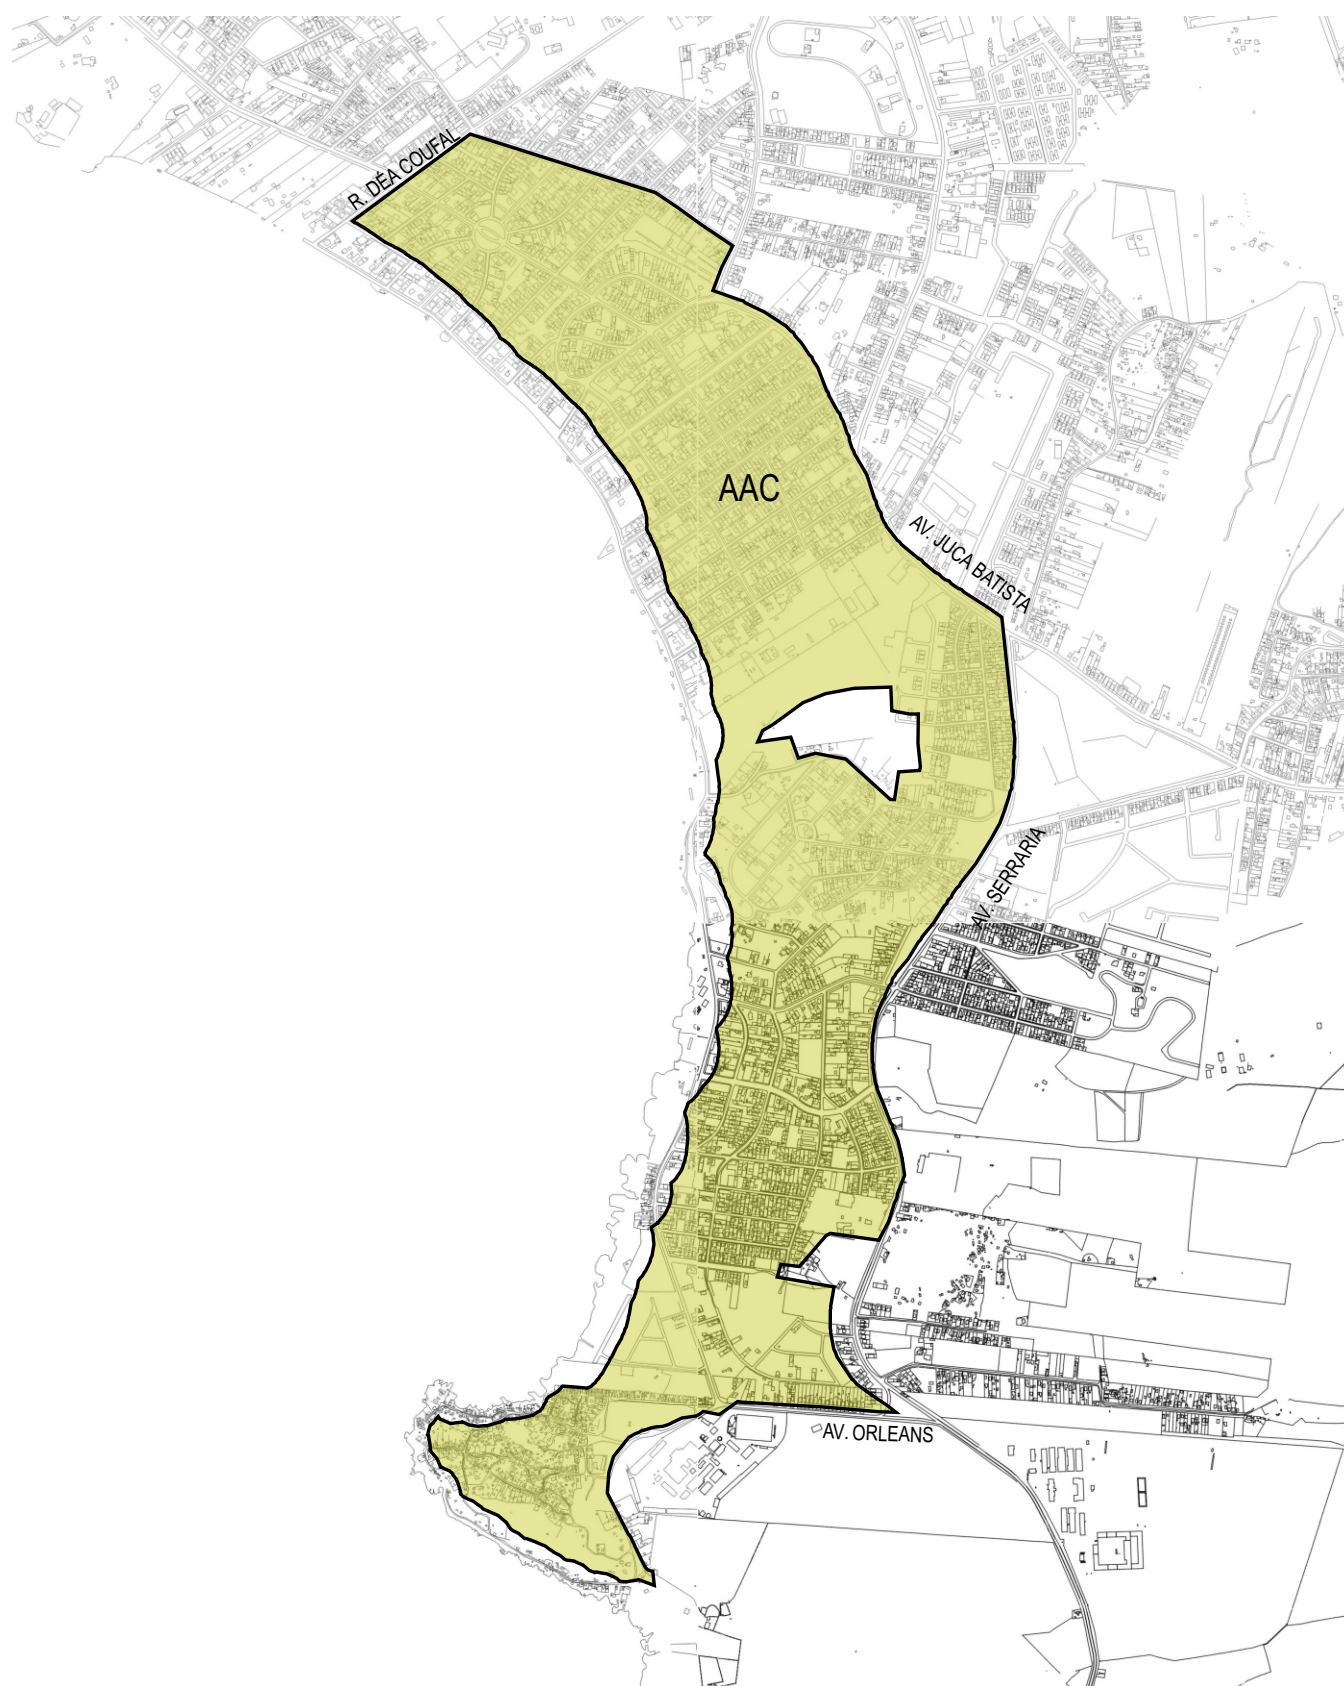 R. DÉA COUFAL
AAC
AV. JUCA BATISTA
AV. SERRARIA
AV. ORLEANS